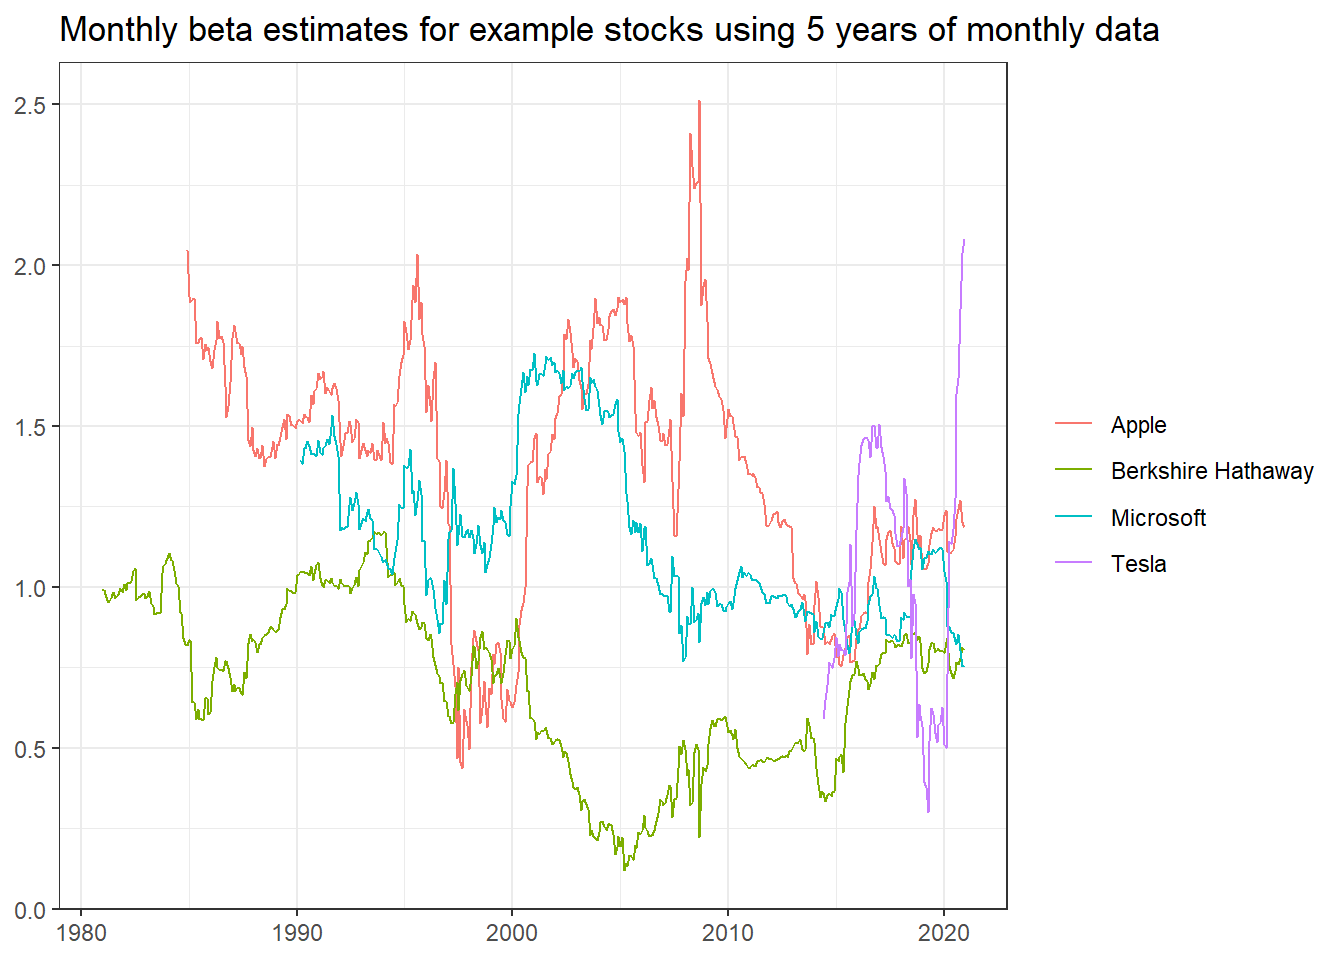 Monthly beta estimates for example stocks using 5 years of monthly data
2.5
2.0
1.5
1.0
0.5
0.0
1980 1990 2000 2010 2020
Apple
Berkshire Hathaway
Microsoft
Tesla